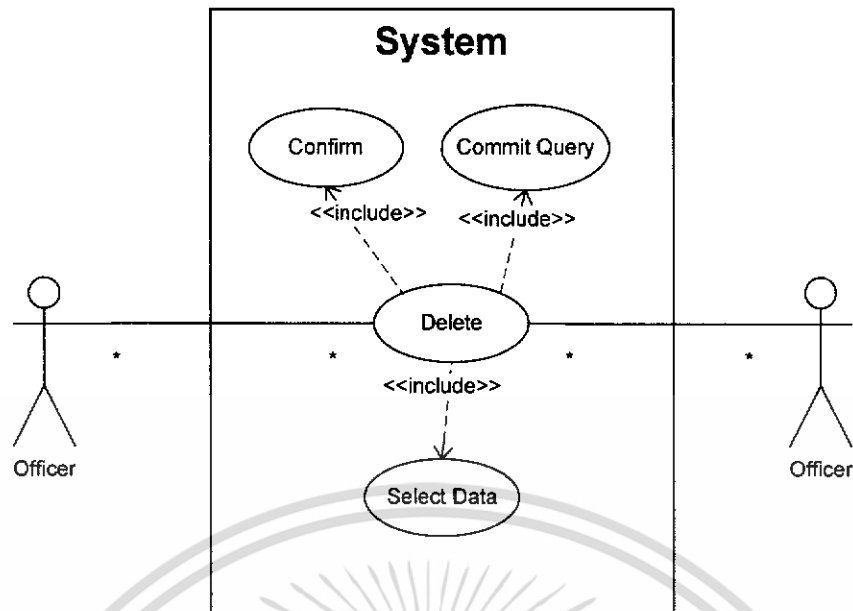 System
Confirm
Commit Query
<<include>>
<<include>>
Delete
* * * *
<<include>>
Officer
Officer
Select Data